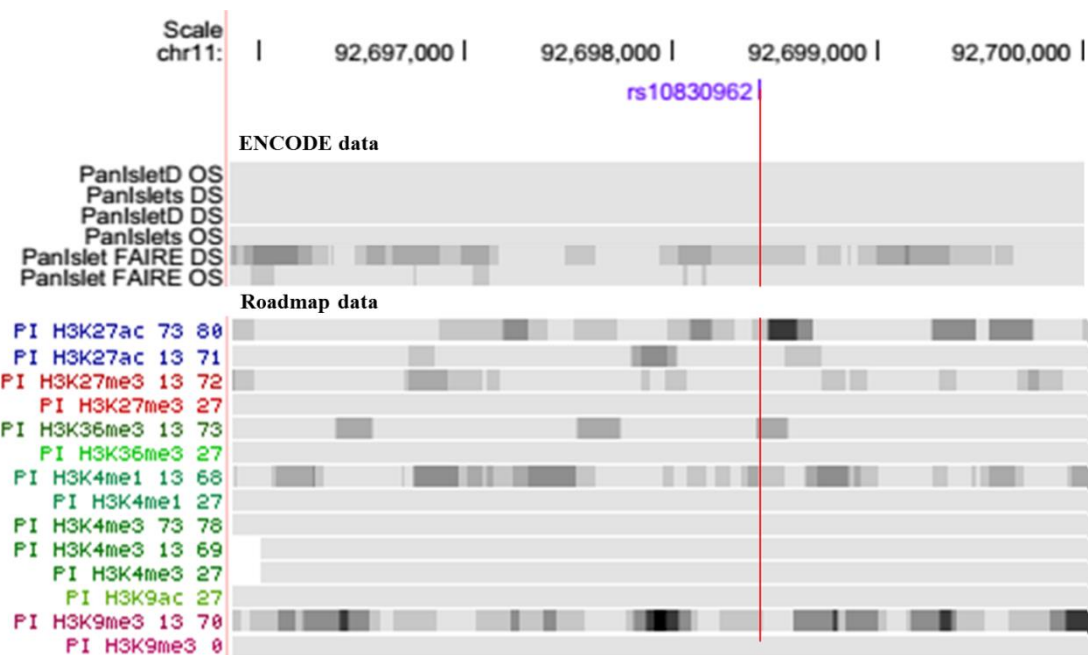 Scale
chr11: 92,697,000 92,698,000 92,699,000 92,700,000
rs10830962
ENCODE data
PanIsletD OS
PanIslets DS
PanIsletD DS
PanIslets OS
PanIslet FAIRE DS
PanIslet FAIRE OS
Roadmap data
PI H3K27ac 73 80
PI H3K27ac 13 71
PI H3K27me3 13 72
PI H3K27me3 27
PI H3K36me3 13 73
PI H3K36me3 27
PI H3K4me1 13 68
PI H3K4me1 27
PI H3K4me3 73 78
PI H3K4me3 13 69
PI H3K4me3 27
PI H3K9ac 27
PI H3K9me3 13 70
PI H3K9me3 0